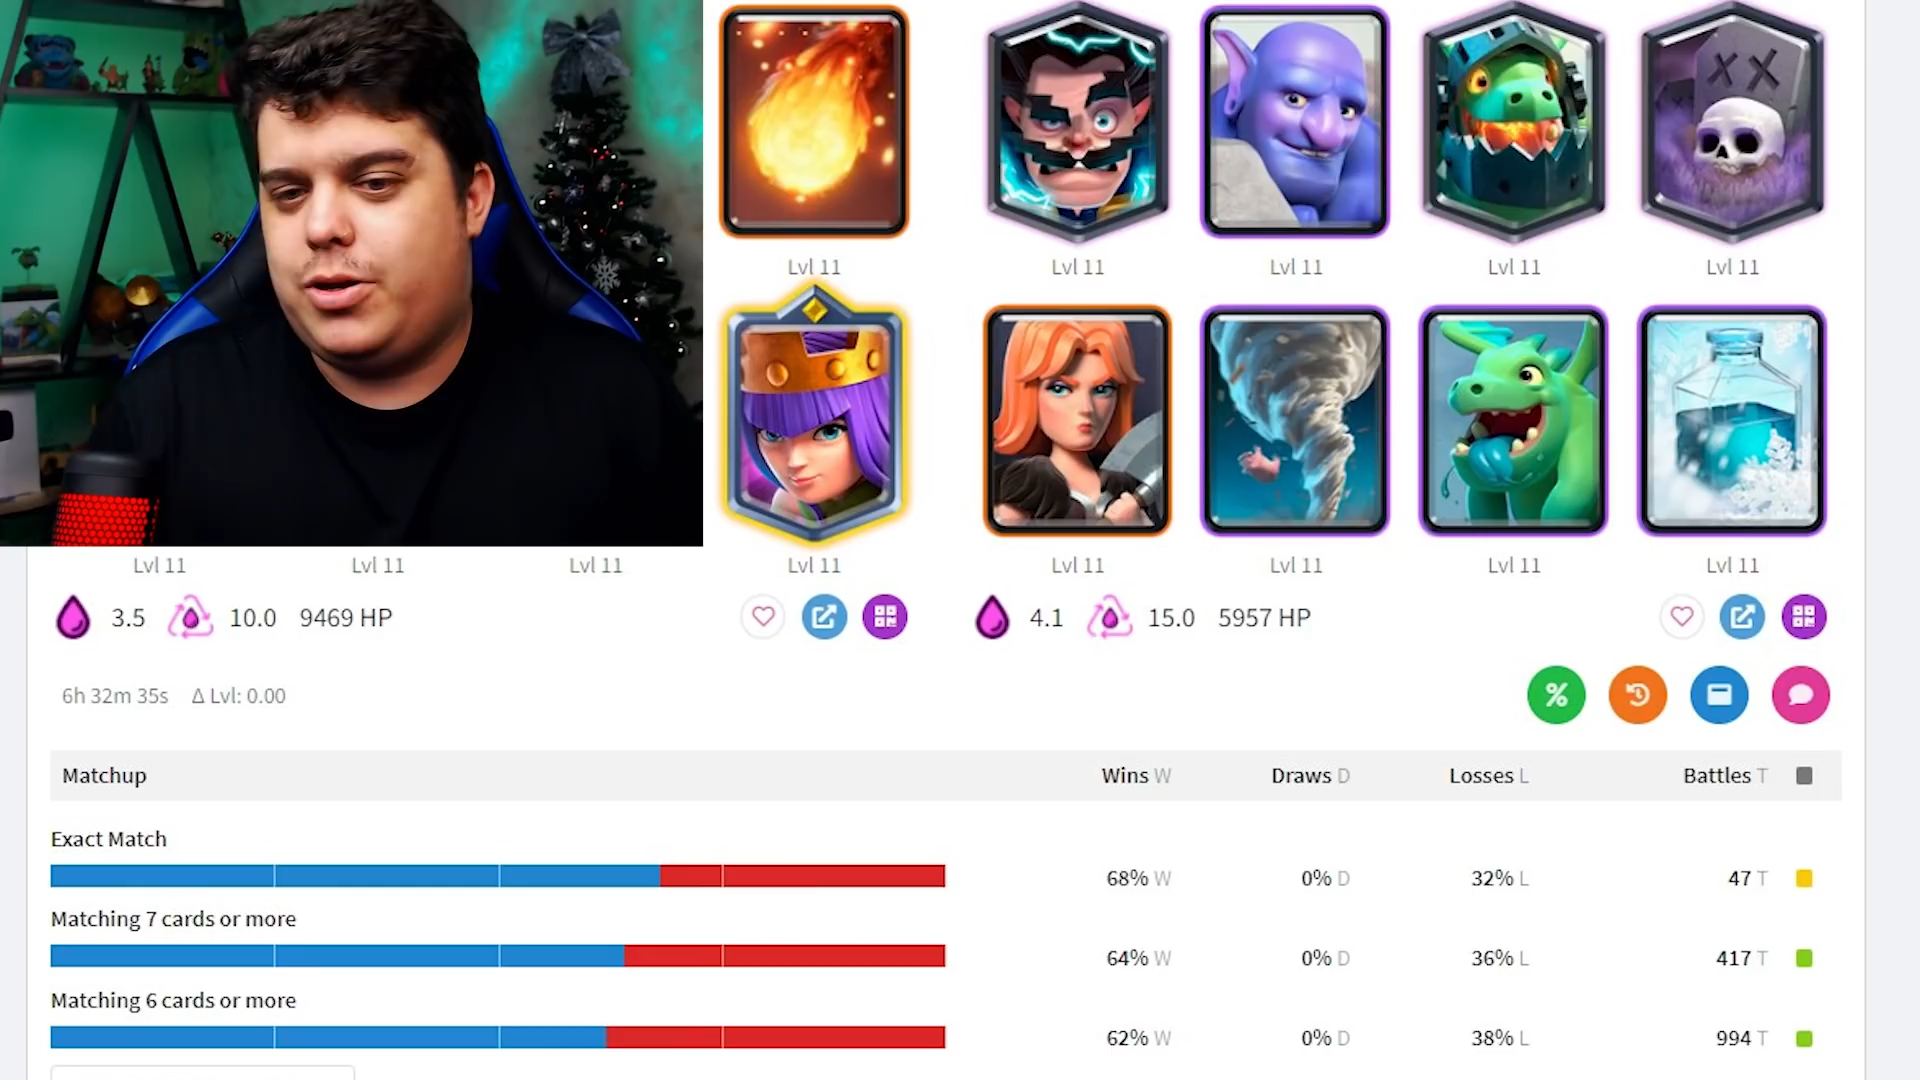 Lvl 11 Lvl 11 Lvl 11 Lvl 11 Lvl 11
Lvl 11 Lvl 11 Lvl 11 Lvl 11 Lvl 11 Lvl 11 Lvl 11 Lvl 11
3.5 10.0 9469 HP 4.1 15.0 5957 HP
6h 32m 35s Δ Lvl: 0.00 %
Matchup Wins W Draws D Losses L Battles T
Exact Match
68% W 0% D 32% L 47 T
Matching 7 cards or more
64% W 0% D 36% L 417 T
Matching 6 cards or more
62% W 0% D 38% L 994 T